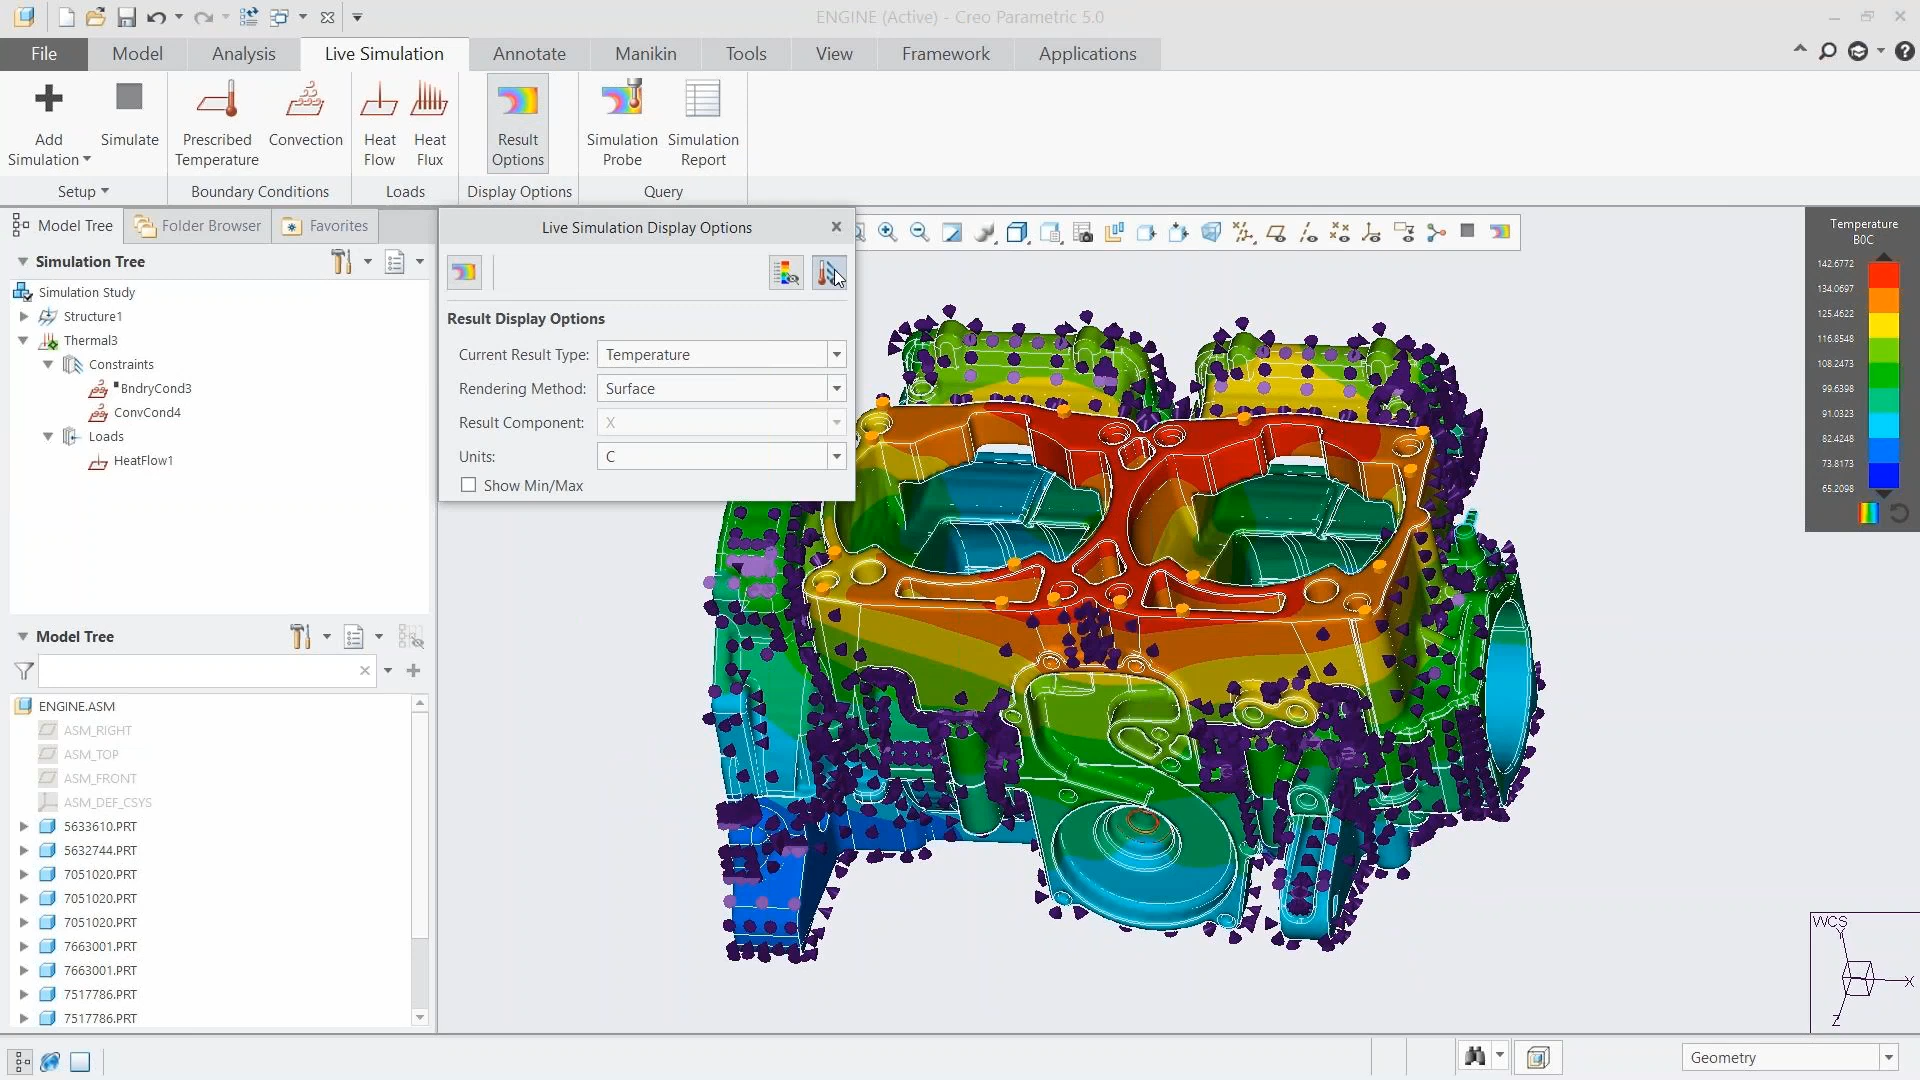 ENGINE (Active) - Creo Parametric 5.0
File Model Analysis Live Simulation Annotate Manikin Tools View Framework Applications
Add Simulation
Simulate
Prescribed Temperature
Convection
Heat Flow
Heat Flux
Result Options
Simulation Probe
Simulation Report
Setup Boundary Conditions Loads Display Options Query
Model Tree Folder Browser Favorites
Simulation Tree
Simulation Study
Structure1
Thermal3
Constraints
BndryCond3
ConvCond4
Loads
HeatFlow1
Model Tree
ENGINE.ASM
ASM_RIGHT
ASM_TOP
ASM_FRONT
ASM_DEF_CSYS
5633610.PRT
5632744.PRT
7051020.PRT
7051020.PRT
7051020.PRT
7663001.PRT
7663001.PRT
7517786.PRT
7517786.PRT
Live Simulation Display Options
Result Display Options
Current Result Type: Temperature
Rendering Method: Surface
Result Component: X
Units: C
Show Min/Max
Temperature
B0C
142.6772
134.0697
125.4622
116.8548
108.2473
99.6398
91.0323
82.4248
73.8173
65.2098
WCS
Y
X
Z
Geometry